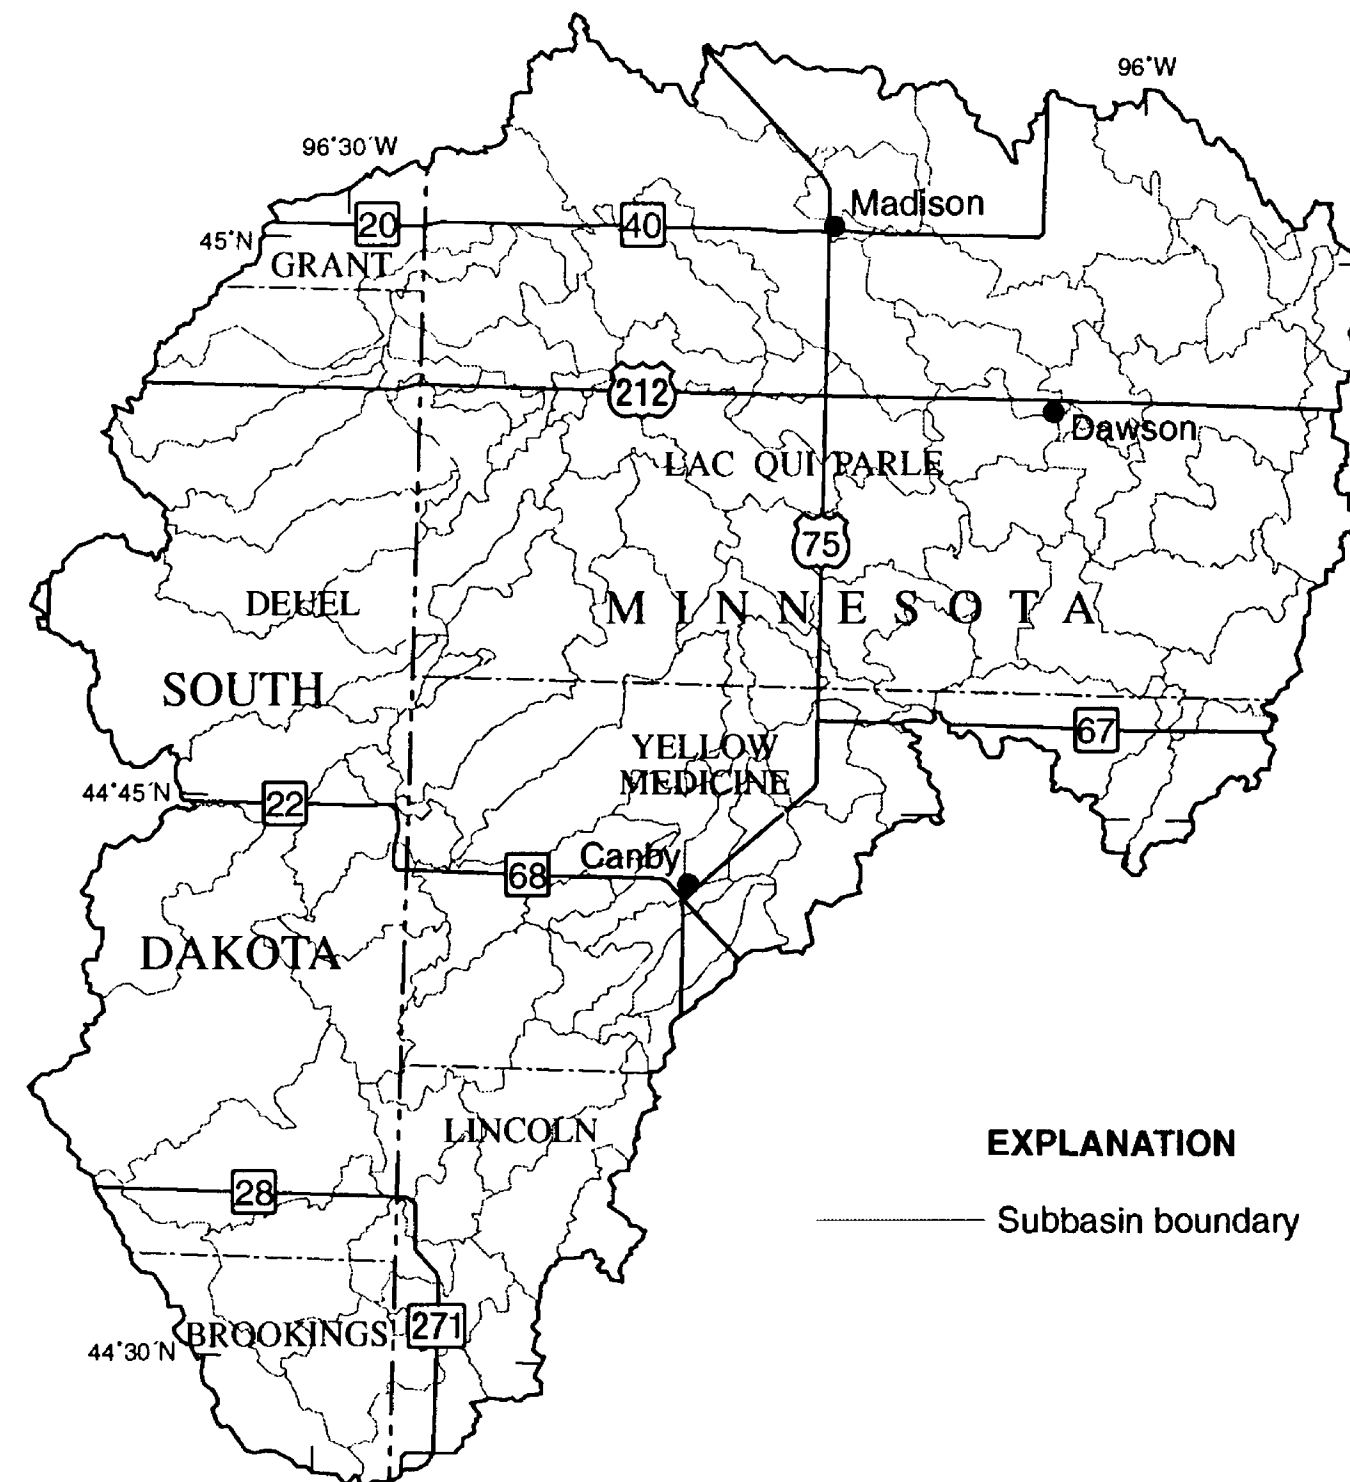 96°W
96°30´W
Madison
20
40
45°N
GRANT
212
Dawson
LAC QUI PARLE
75
DEUEL
MINNESOTA
SOUTH
67
YELLOW
MEDICINE
44°45´N
22
Canby
68
DAKOTA
LINCOLN
EXPLANATION
28
Subbasin boundary
271
BROOKINGS
44°30´N